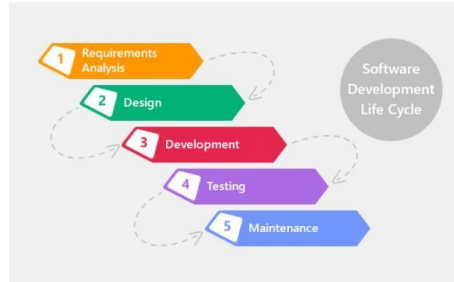 1
Requirements
Analysis
2
Design
3
Development
4
Testing
5
Maintenance
Software
Development
Life Cycle